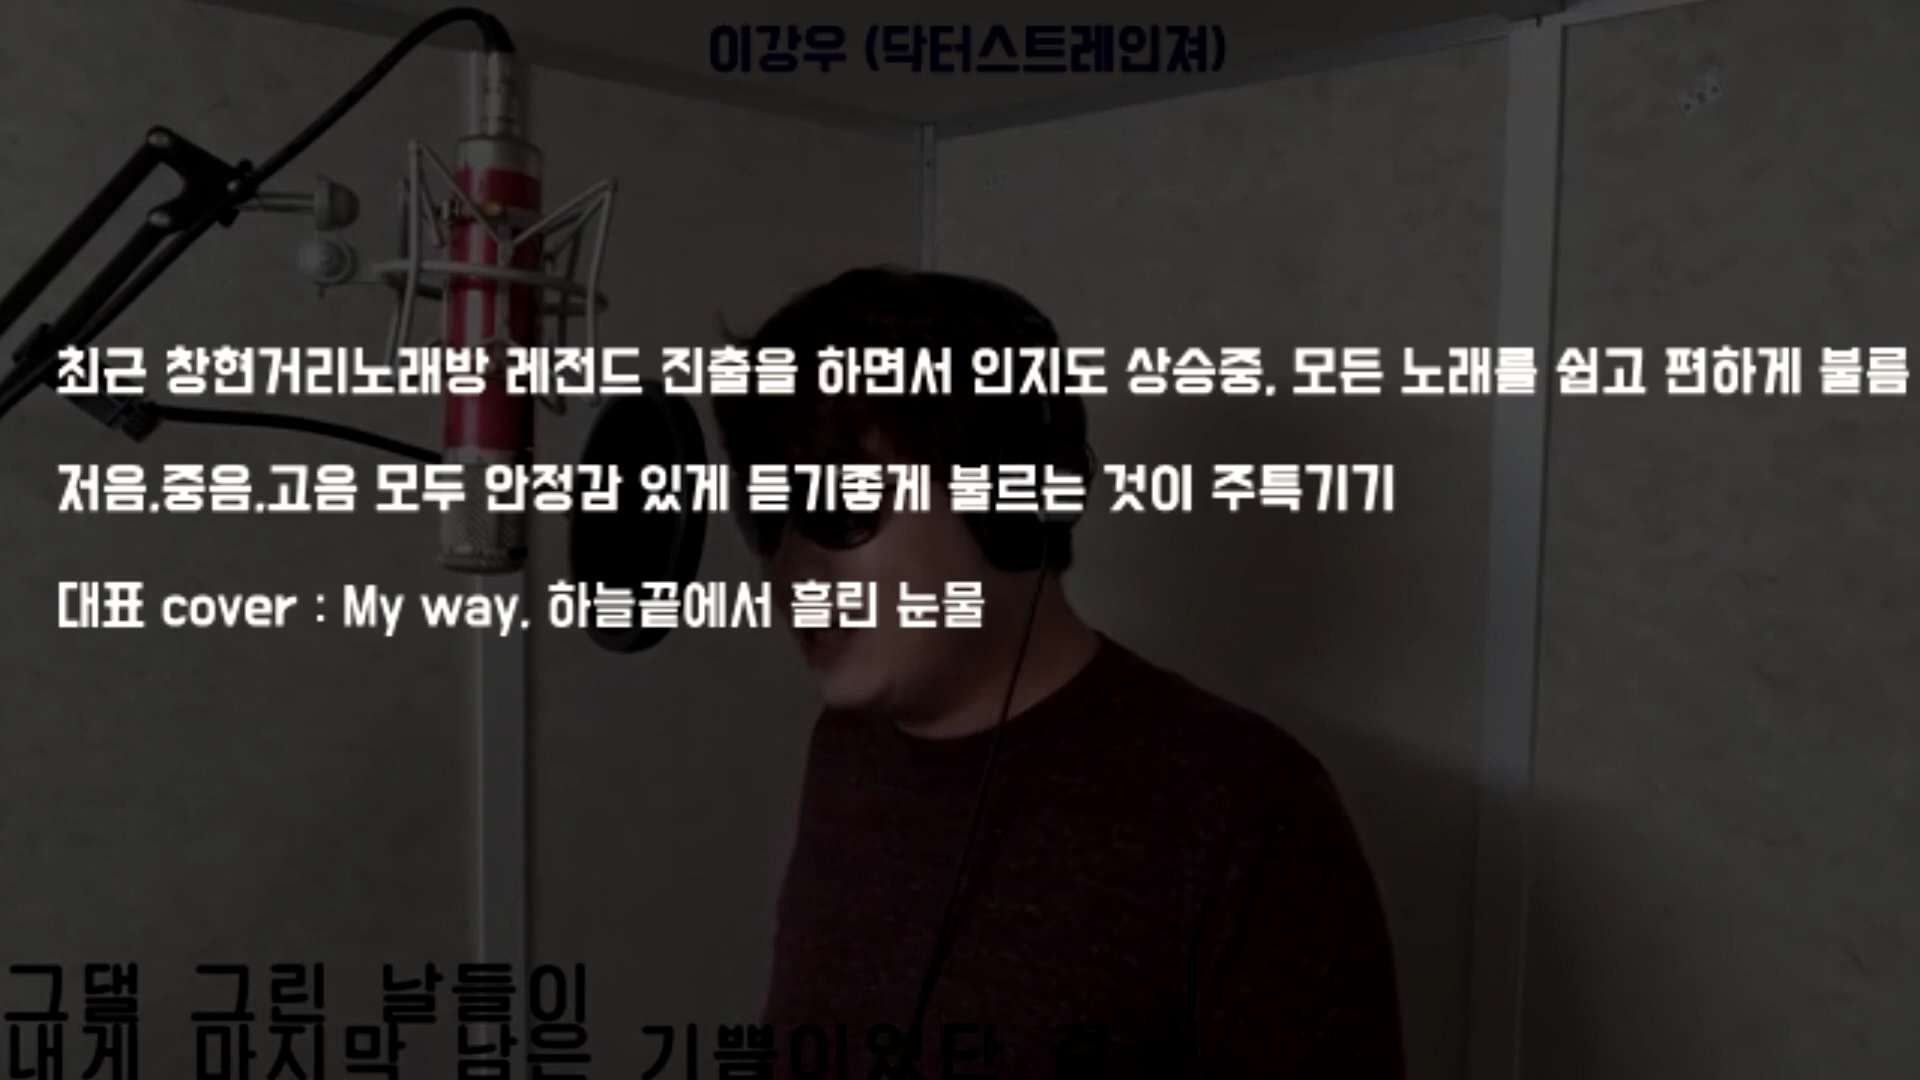 이강우 (닥터스트레인져)
최근 창현거리노래방 레전드 진출을 하면서 인지도 상승중, 모든 노래를 쉽고 편하게 불름
저음,중음,고음 모두 안정감 있게 듣기좋게 불르는 것이 주특기기
대표 cover : My way, 하늘끝에서 흘린 눈물
그댈 그린 날들이
내게 마지막 남은 기쁨이었단 걸